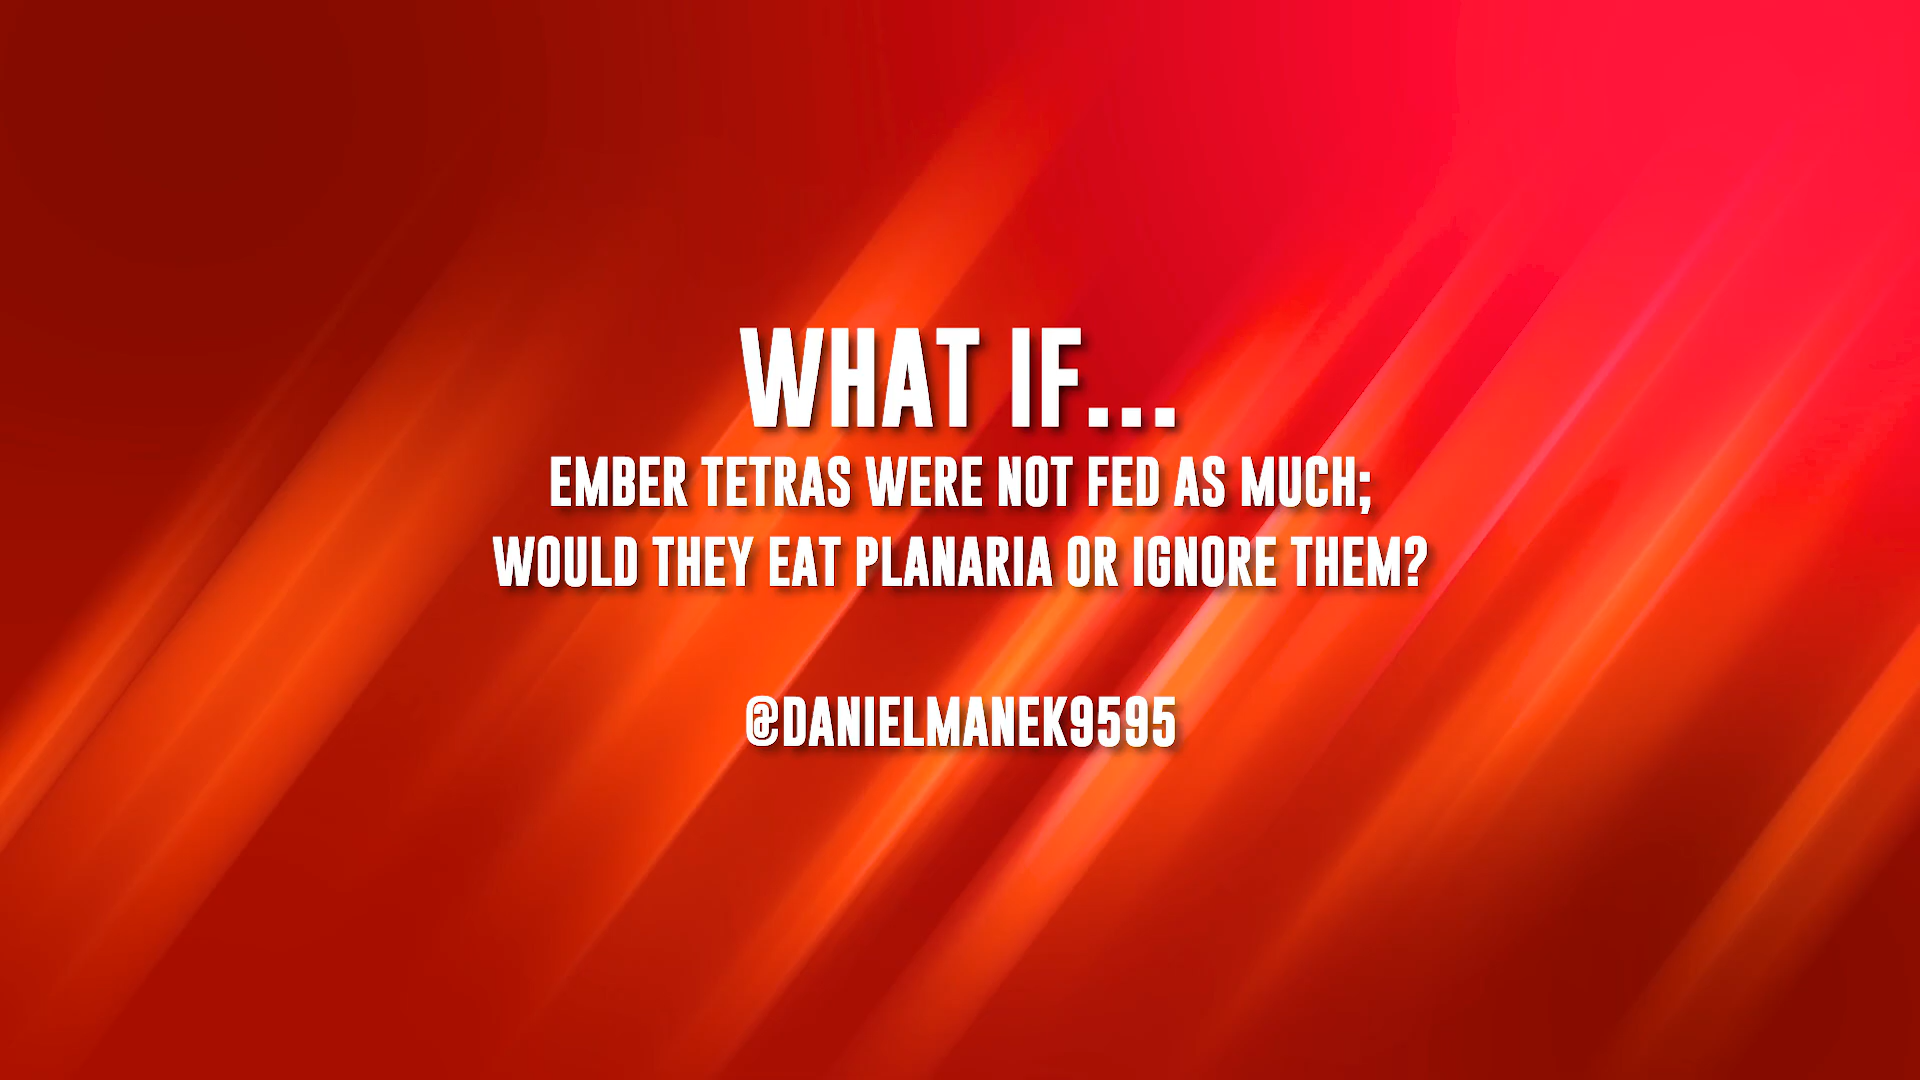 WHAT IF...
EMBER TETRAS WERE NOT FED AS MUCH;
WOULD THEY EAT PLANARIA OR IGNORE THEM?
@DANIELMANEK9595